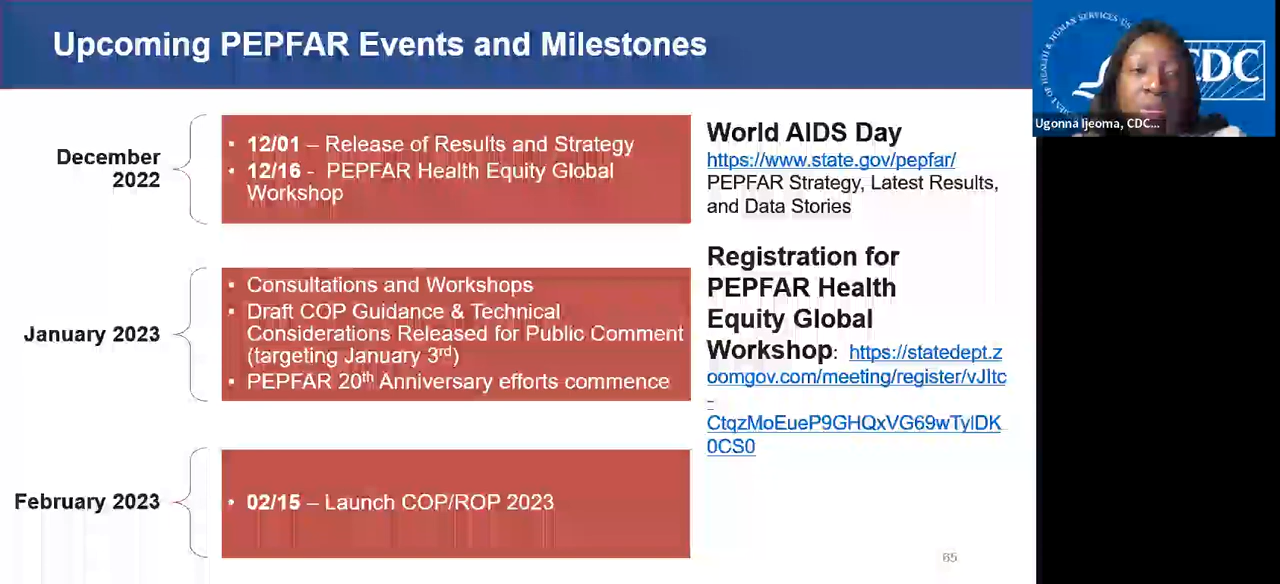 Upcoming PEPFAR Events and Milestones
December
2022
• 12/01 – Release of Results and Strategy
• 12/16 - PEPFAR Health Equity Global
Workshop
World AIDS Day
https://www.state.gov/pepfar/
PEPFAR Strategy, Latest Results,
and Data Stories
January 2023
• Consultations and Workshops
• Draft COP Guidance & Technical
Considerations Released for Public Comment
(targeting January 3rd)
• PEPFAR 20th Anniversary efforts commence
Registration for
PEPFAR Health
Equity Global
Workshop: https://statedept.z
oomgov.com/meeting/register/vJItc
-
CtqzMoEueP9GHQxVG69wTylDK
0CS0
February 2023
• 02/15 – Launch COP/ROP 2023
65
CDC
Ugonna Ijeoma, CDC...